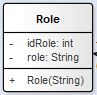 Role
- idRole: int
- role: String
+ Role(String)